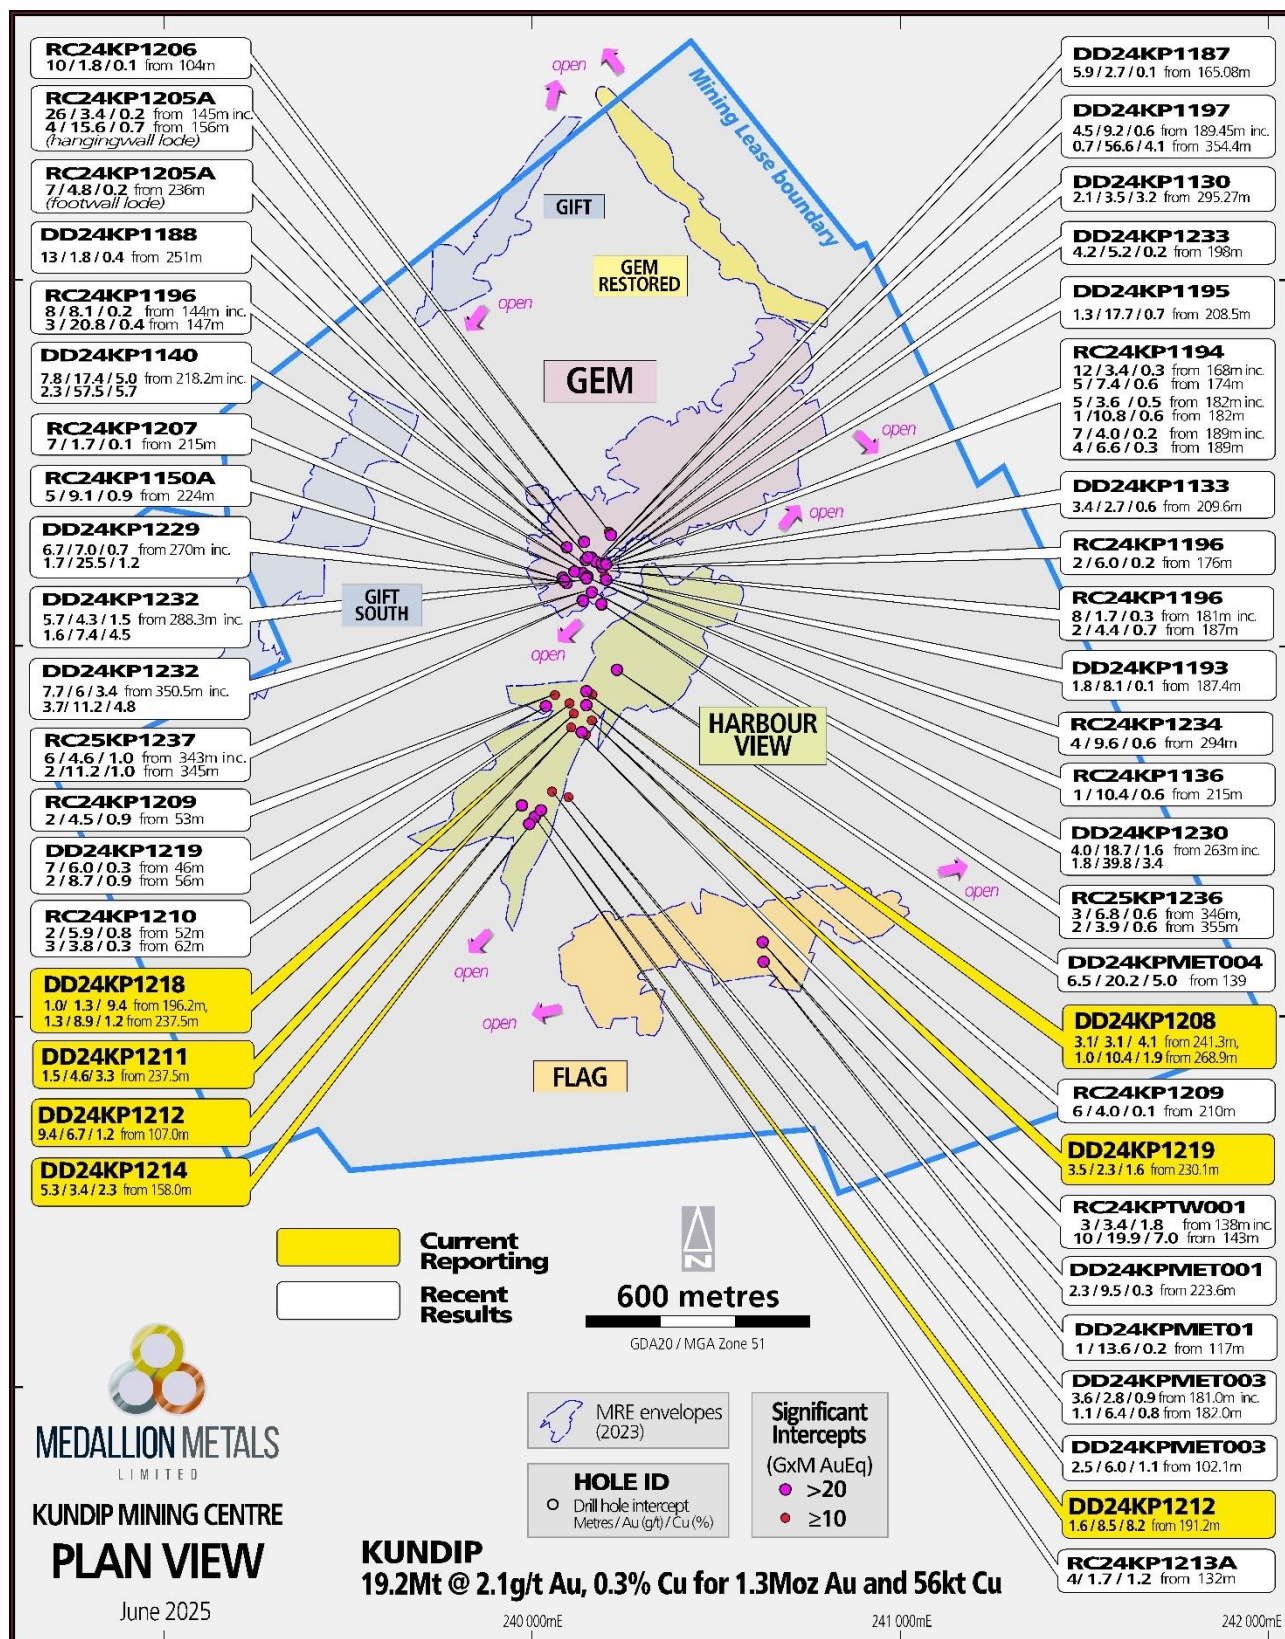 RC24KP1206
10 / 1.8 / 0.1 from 104m
RC24KP1205A
26 / 3.4 / 0.2 from 145m inc.
4 / 15.6 / 0.7 from 156m
(hangingwall lode)
RC24KP1205A
7 / 4.8 / 0.2 from 236m
(footwall lode)
DD24KP1188
13 / 1.8 / 0.4 from 251m
RC24KP1196
8 / 8.1 / 0.2 from 144m inc.
3 / 20.8 / 0.4 from 147m
DD24KP1140
7.8 / 17.4 / 5.0 from 218.2m inc.
2.3 / 57.5 / 5.7
RC24KP1207
7 / 1.7 / 0.1 from 215m
RC24KP1150A
5 / 9.1 / 0.9 from 224m
DD24KP1229
6.7 / 7.0 / 0.7 from 270m inc.
1.7 / 25.5 / 1.2
DD24KP1232
5.7 / 4.3 / 1.5 from 288.3m inc.
1.6 / 7.4 / 4.5
DD24KP1232
7.7 / 6 / 3.4 from 350.5m inc.
3.7 / 11.2 / 4.8
RC25KP1237
6 / 4.6 / 1.0 from 343m inc.
2 /11.2 /1.0 from 345m
RC24KP1209
2 / 4.5 / 0.9 from 53m
DD24KP1219
7 / 6.0 / 0.3 from 46m
2 / 8.7 / 0.9 from 56m
RC24KP1210
2 / 5.9 / 0.8 from 52m
3 / 3.8 / 0.3 from 62m
DD24KP1218
1.0/ 1.3 / 9.4 from 196.2m,
1.3 / 8.9 / 1.2 from 237.5m
DD24KP1211
1.5 / 4.6 / 3.3 from 237.5m
DD24KP1212
9.4 / 6.7 / 1.2 from 107.0m
DD24KP1214
5.3 / 3.4 / 2.3 from 158.0m
open
Mining Lease boundary
GIFT
GEM
RESTORED
open
GEM
open
open
GIFT
SOUTH
open
HARBOUR
VIEW
open
open
open
FLAG
DD24KP1187
5.9 / 2.7 / 0.1 from 165.08m
DD24KP1197
4.5 / 9.2 / 0.6 from 189.45m inc.
0.7 / 56.6 / 4.1 from 354.4m
DD24KP1130
2.1 / 3.5 / 3.2 from 295.27m
DD24KP1233
4.2 / 5.2 / 0.2 from 198m
DD24KP1195
1.3 / 17.7 / 0.7 from 208.5m
RC24KP1194
12 / 3.4 / 0.3 from 168m inc.
5 / 7.4 / 0.6 from 174m
5 / 3.6 / 0.5 from 182m inc.
1 /10.8 / 0.6 from 182m
7 / 4.0 / 0.2 from 189m inc.
4 / 6.6 / 0.3 from 189m
DD24KP1133
3.4 / 2.7 / 0.6 from 209.6m
RC24KP1196
2 / 6.0 / 0.2 from 176m
RC24KP1196
8 / 1.7 / 0.3 from 181m inc.
2 / 4.4 / 0.7 from 187m
DD24KP1193
1.8 / 8.1 / 0.1 from 187.4m
RC24KP1234
4 / 9.6 / 0.6 from 294m
RC24KP1136
1 / 10.4 / 0.6 from 215m
DD24KP1230
4.0 / 18.7 / 1.6 from 263m inc.
1.8 / 39.8 / 3.4
RC25KP1236
3 / 6.8 / 0.6 from 346m,
2 / 3.9 / 0.6 from 355m
DD24KPMET004
6.5 / 20.2 / 5.0 from 139
DD24KP1208
3.1/ 3.1 / 4.1 from 241.3m,
1.0 / 10.4 / 1.9 from 268.9m
RC24KP1209
6 / 4.0 / 0.1 from 210m
DD24KP1219
3.5 / 2.3 / 1.6 from 230.1m
RC24KPTW001
3 / 3.4 / 1.8 from 138m inc.
10 / 19.9 / 7.0 from 143m
DD24KPMET001
2.3 / 9.5 / 0.3 from 223.6m
DD24KPMET01
1 / 13.6 / 0.2 from 117m
DD24KPMET003
3.6 / 2.8 / 0.9 from 181.0m inc.
1.1 / 6.4 / 0.8 from 182.0m
DD24KPMET003
2.5 / 6.0 / 1.1 from 102.1m
DD24KP1212
1.6 / 8.5 / 8.2 from 191.2m
RC24KP1213A
4/ 1.7 / 1.2 from 132m
Current
Reporting
Recent
Results
N
600 metres
GDA20 / MGA Zone 51
MRE envelopes
(2023)
HOLE ID
Drill hole intercept
Metres / Au (g/t) / Cu (%)
Significant
Intercepts
(GxM AuEq)
>20
≥10
MEDALLION METALS
LIMITED
KUNDIP MINING CENTRE
PLAN VIEW
June 2025
KUNDIP
19.2Mt @ 2.1g/t Au, 0.3% Cu for 1.3Moz Au and 56kt Cu
240 000mE
241 000mE
242 000mE